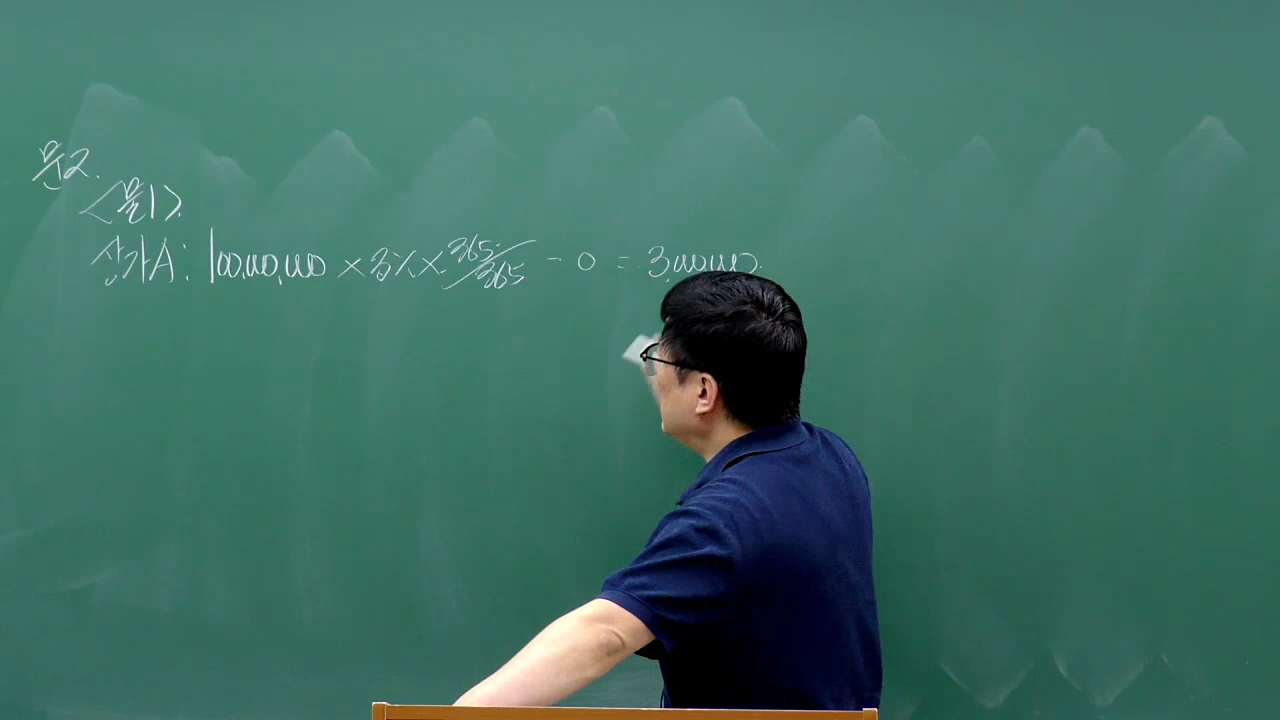 문2.
<물1>.
상가A: 100,000,000 × 3% × 365/365 - 0 = 3,000,000.